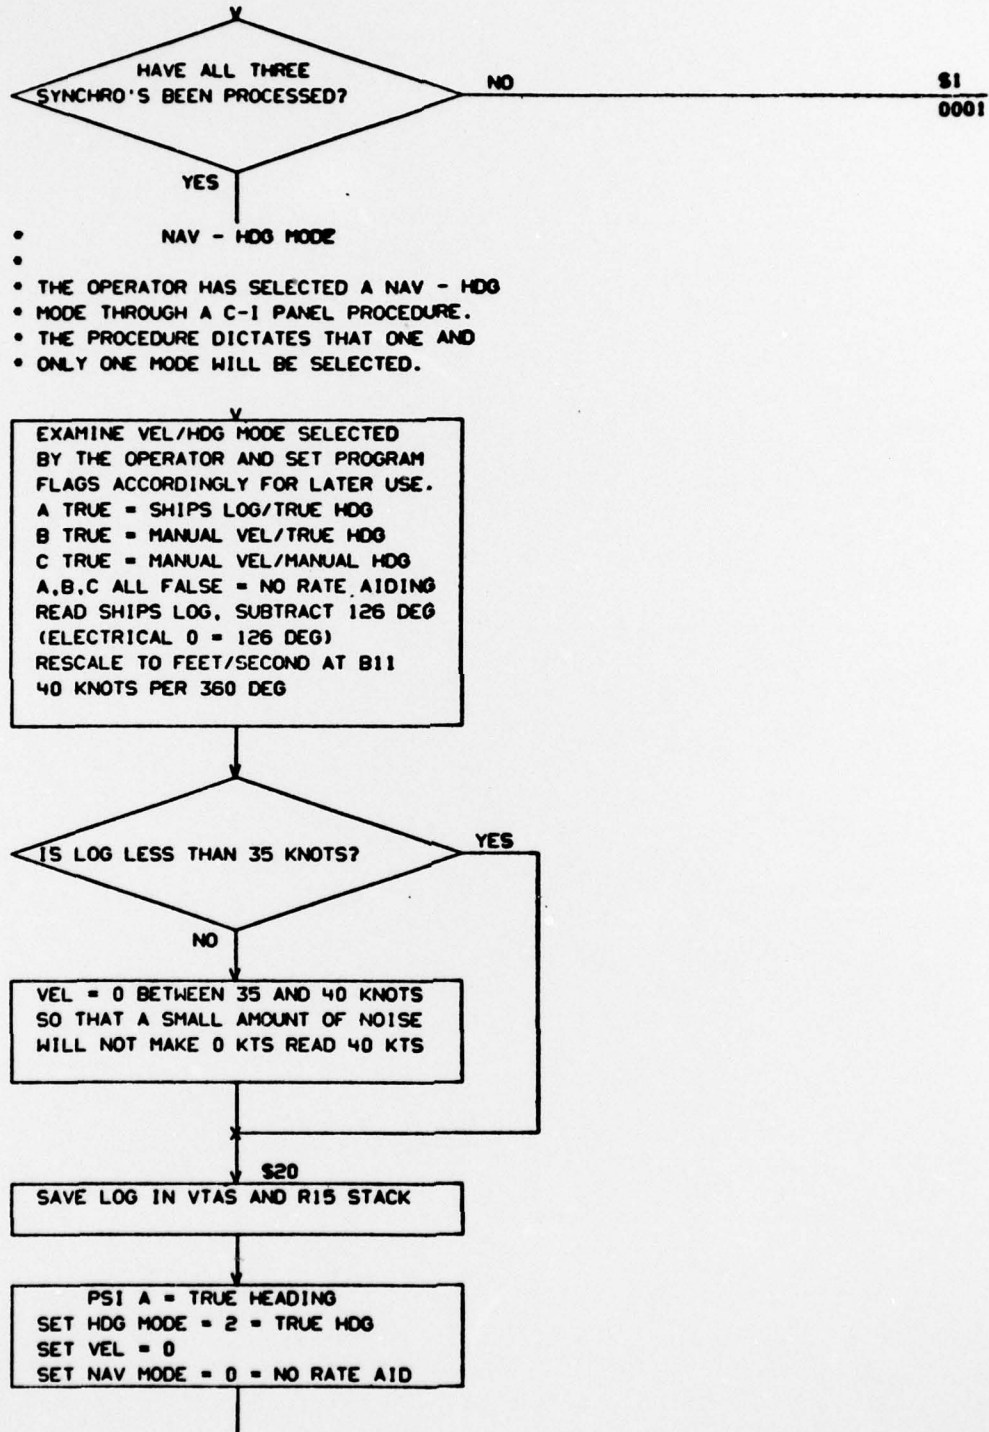 HAVE ALL THREE
SYNCHRO'S BEEN PROCESSED?
NO
$1
0001
YES
* NAV - HDG MODE
*
* THE OPERATOR HAS SELECTED A NAV - HDG
* MODE THROUGH A C-I PANEL PROCEDURE.
* THE PROCEDURE DICTATES THAT ONE AND
* ONLY ONE MODE WILL BE SELECTED.
EXAMINE VEL/HDG MODE SELECTED
BY THE OPERATOR AND SET PROGRAM
FLAGS ACCORDINGLY FOR LATER USE.
A TRUE = SHIPS LOG/TRUE HDG
B TRUE = MANUAL VEL/TRUE HDG
C TRUE = MANUAL VEL/MANUAL HDG
A,B,C ALL FALSE = NO RATE AIDING
READ SHIPS LOG, SUBTRACT 126 DEG
(ELECTRICAL 0 = 126 DEG)
RESCALE TO FEET/SECOND AT B11
40 KNOTS PER 360 DEG
IS LOG LESS THAN 35 KNOTS?
YES
NO
VEL = 0 BETWEEN 35 AND 40 KNOTS
SO THAT A SMALL AMOUNT OF NOISE
WILL NOT MAKE 0 KTS READ 40 KTS
$20
SAVE LOG IN VTAS AND R15 STACK
PSI A = TRUE HEADING
SET HDG MODE = 2 = TRUE HDG
SET VEL = 0
SET NAV MODE = 0 = NO RATE AID